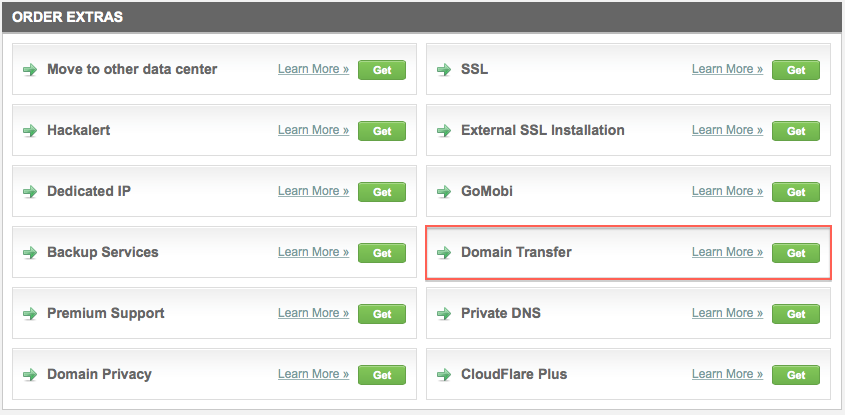 ORDER EXTRAS
Move to other data center Learn More » Get
SSL Learn More » Get
Hackalert Learn More » Get
External SSL Installation Learn More » Get
Dedicated IP Learn More » Get
GoMobi Learn More » Get
Backup Services Learn More » Get
Domain Transfer Learn More » Get
Premium Support Learn More » Get
Private DNS Learn More » Get
Domain Privacy Learn More » Get
CloudFlare Plus Learn More » Get